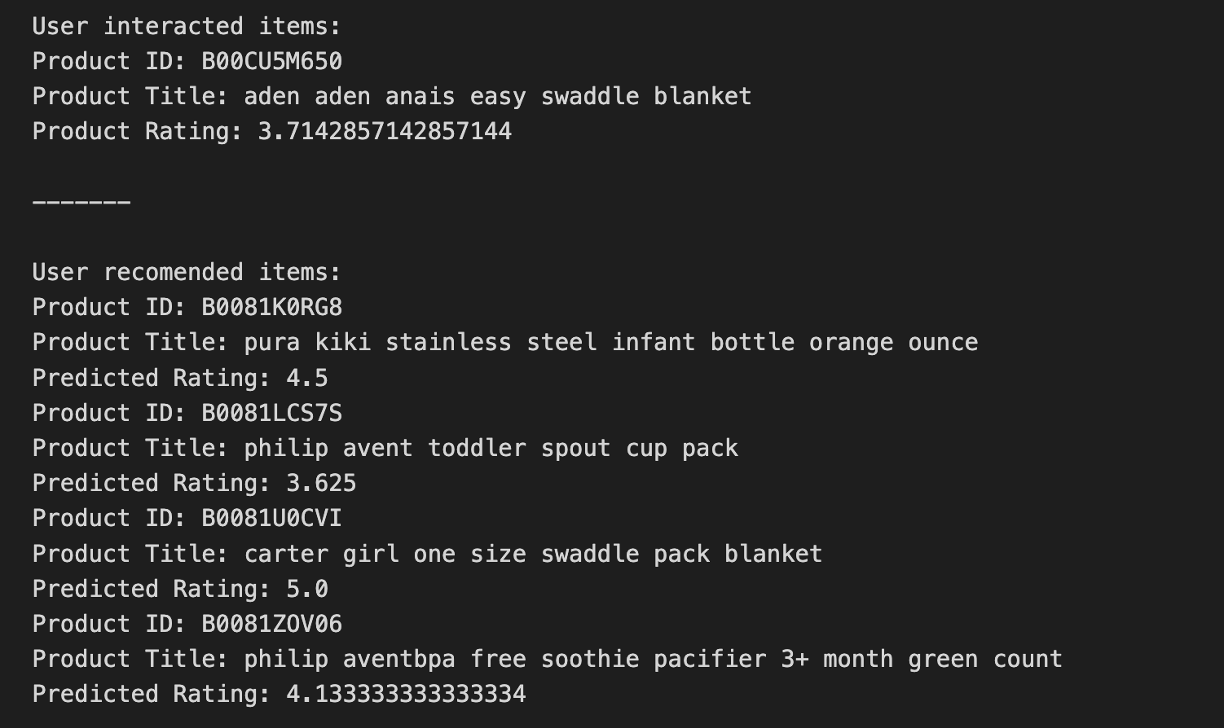 User interacted items:
Product ID: B00CU5M650
Product Title: aden aden anais easy swaddle blanket
Product Rating: 3.7142857142857144
-------
User recomended items:
Product ID: B0081K0RG8
Product Title: pura kiki stainless steel infant bottle orange ounce
Predicted Rating: 4.5
Product ID: B0081LCS7S
Product Title: philip avent toddler spout cup pack
Predicted Rating: 3.625
Product ID: B0081U0CVI
Product Title: carter girl one size swaddle pack blanket
Predicted Rating: 5.0
Product ID: B0081ZOV06
Product Title: philip aventbpa free soothie pacifier 3+ month green count
Predicted Rating: 4.133333333333334